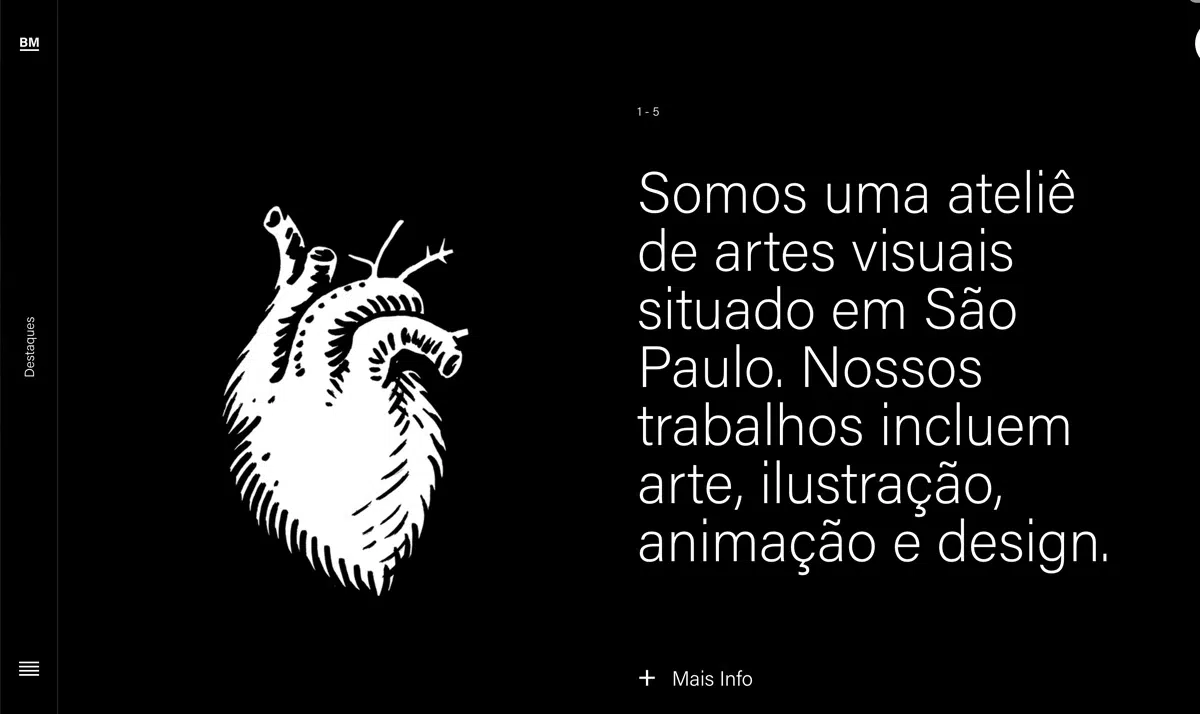 BM
Destaques
1 - 5
Somos uma ateliê
de artes visuais
situado em São
Paulo. Nossos
trabalhos incluem
arte, ilustração,
animação e design.
+ Mais Info